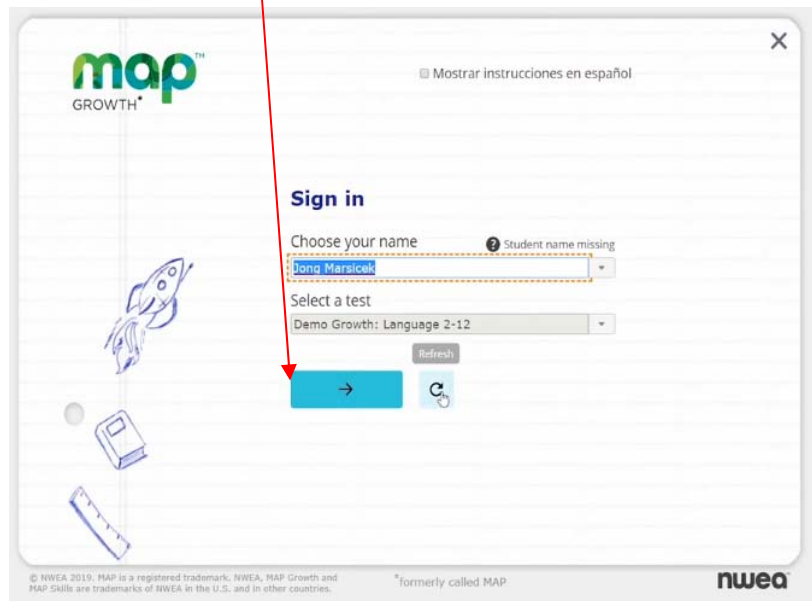 map™
GROWTH*
Mostrar instrucciones en español
Sign in
Choose your name
? Student name missing
Jong Marsicek
Select a test
Demo Growth: Language 2-12
Refresh
© NWEA 2019. MAP is a registered trademark. NWEA, MAP Growth and
MAP Skills are trademarks of NWEA in the U.S. and in other countries.
*formerly called MAP
nwea